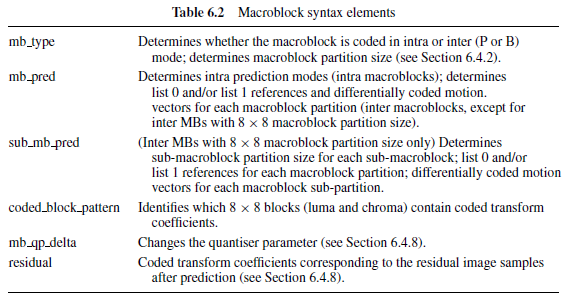 Table 6.2 Macroblock syntax elements
mb_type Determines whether the macroblock is coded in intra or inter (P or B)
mode; determines macroblock partition size (see Section 6.4.2).
mb_pred Determines intra prediction modes (intra macroblocks); determines
list 0 and/or list 1 references and differentially coded motion.
vectors for each macroblock partition (inter macroblocks, except for
inter MBs with 8 × 8 macroblock partition size).
sub_mb_pred (Inter MBs with 8 × 8 macroblock partition size only) Determines
sub-macroblock partition size for each sub-macroblock; list 0 and/or
list 1 references for each macroblock partition; differentially coded motion
vectors for each macroblock sub-partition.
coded_block_pattern Identifies which 8 × 8 blocks (luma and chroma) contain coded transform
coefficients.
mb_qp_delta Changes the quantiser parameter (see Section 6.4.8).
residual Coded transform coefficients corresponding to the residual image samples
after prediction (see Section 6.4.8).